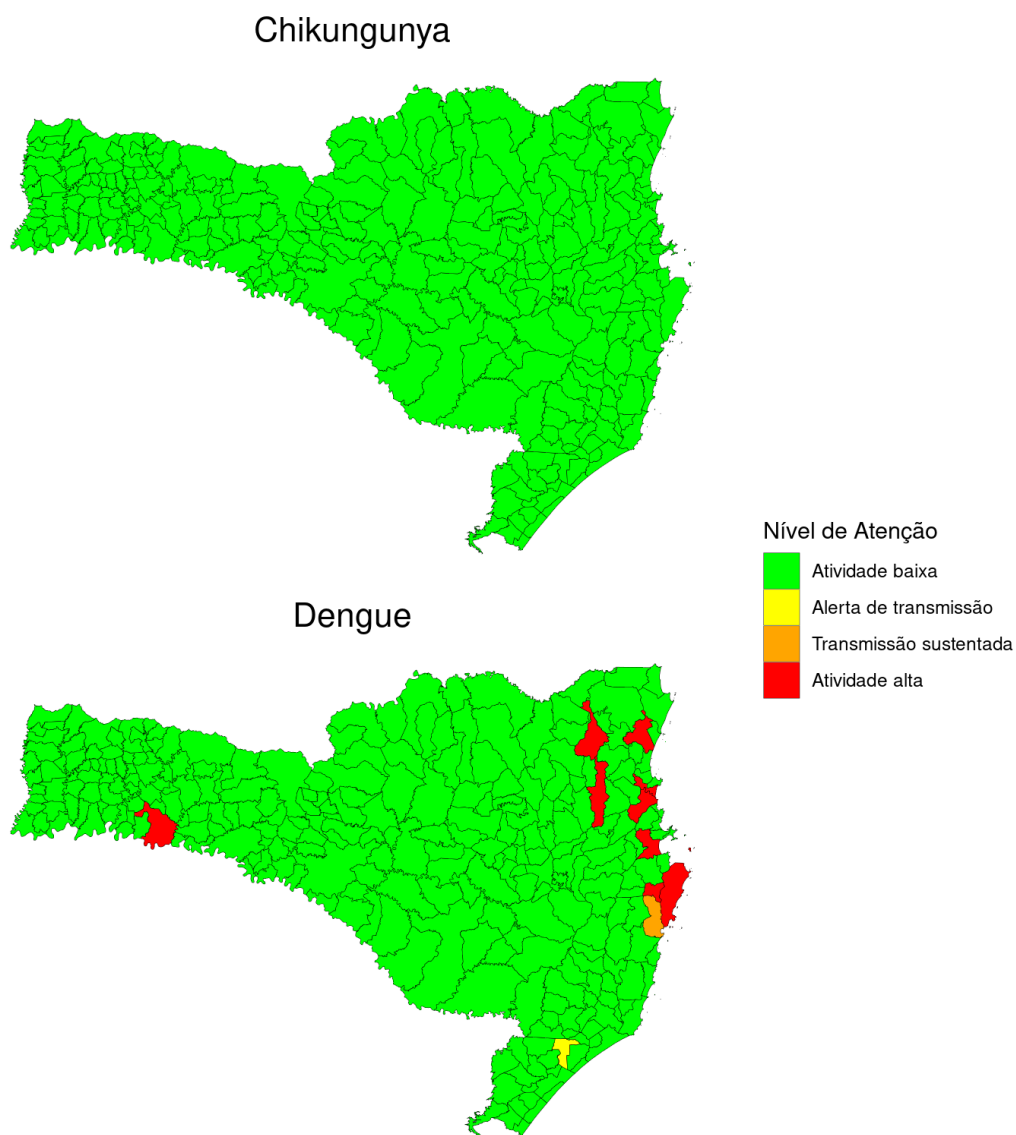 Chikungunya
Nível de Atenção
Atividade baixa
Alerta de transmissão
Transmissão sustentada
Atividade alta
Dengue